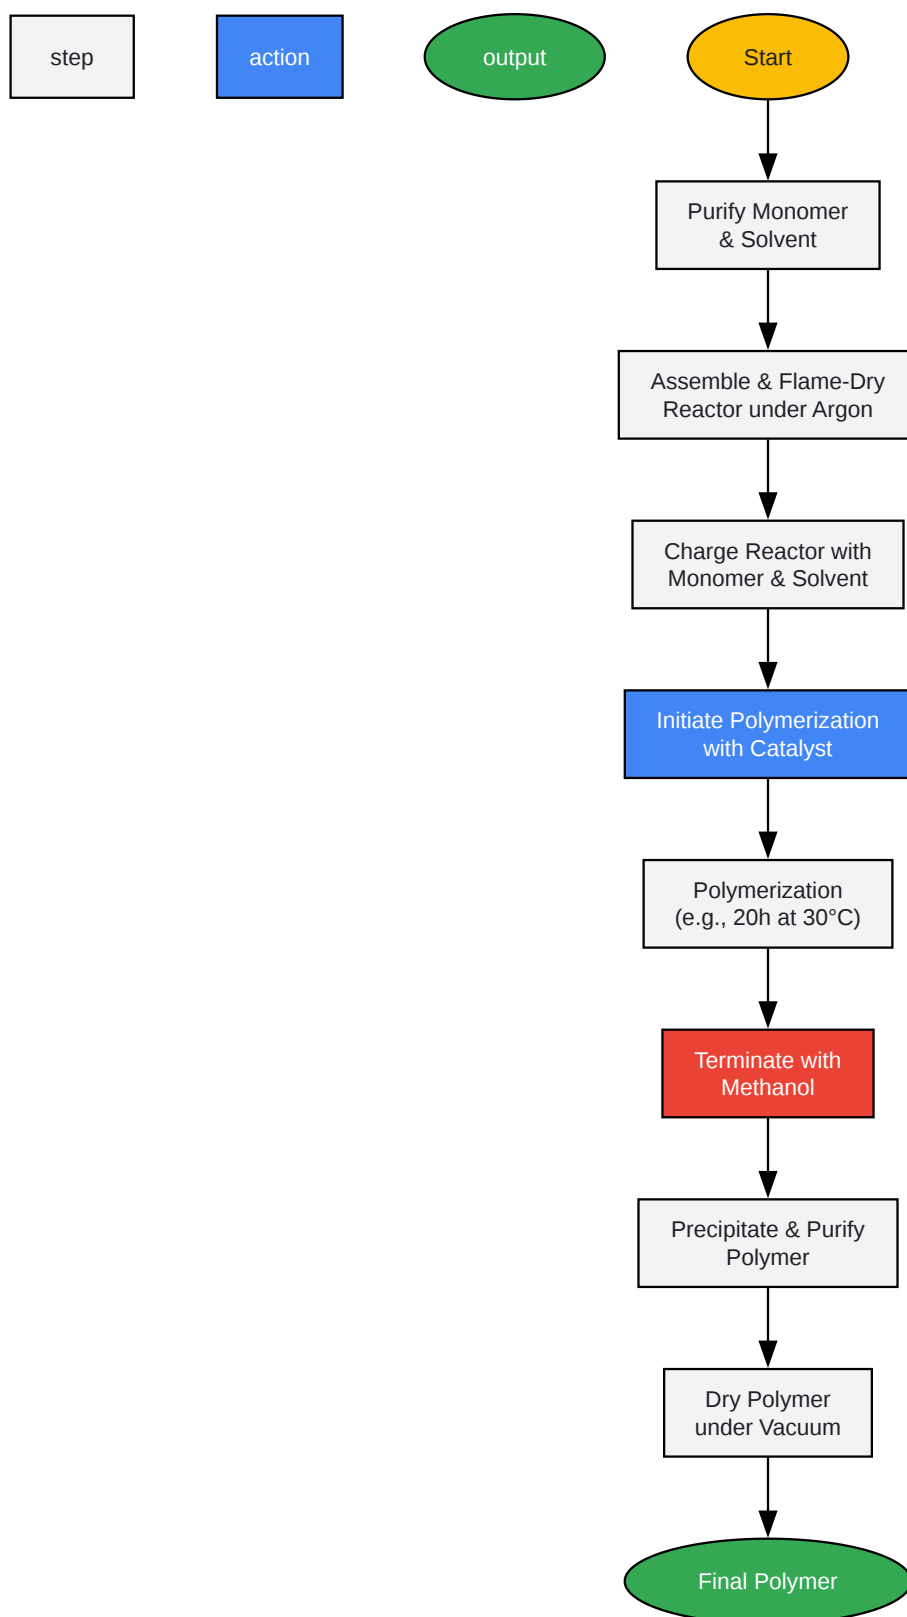 step
action
output
Start
Purify Monomer
& Solvent
Assemble & Flame-Dry
Reactor under Argon
Charge Reactor with
Monomer & Solvent
Initiate Polymerization
with Catalyst
Polymerization
(e.g., 20h at 30°C)
Terminate with
Methanol
Precipitate & Purify
Polymer
Dry Polymer
under Vacuum
Final Polymer